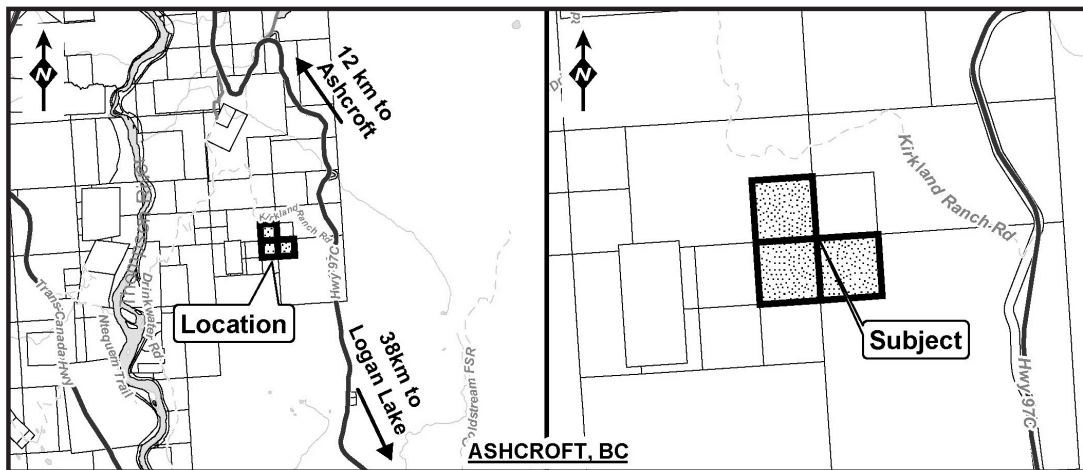 N
12 km to
Ashcroft
Kirkland
Ranch Rd
Hwy 97C
Location
Trans-Canada Hwy
Ntequem Trail
Drinkwater Rd
38km to
Logan Lake
Coldstream FSR
N
Kirkland Ranch Rd
Subject
Hwy 97C
ASHCROFT, BC